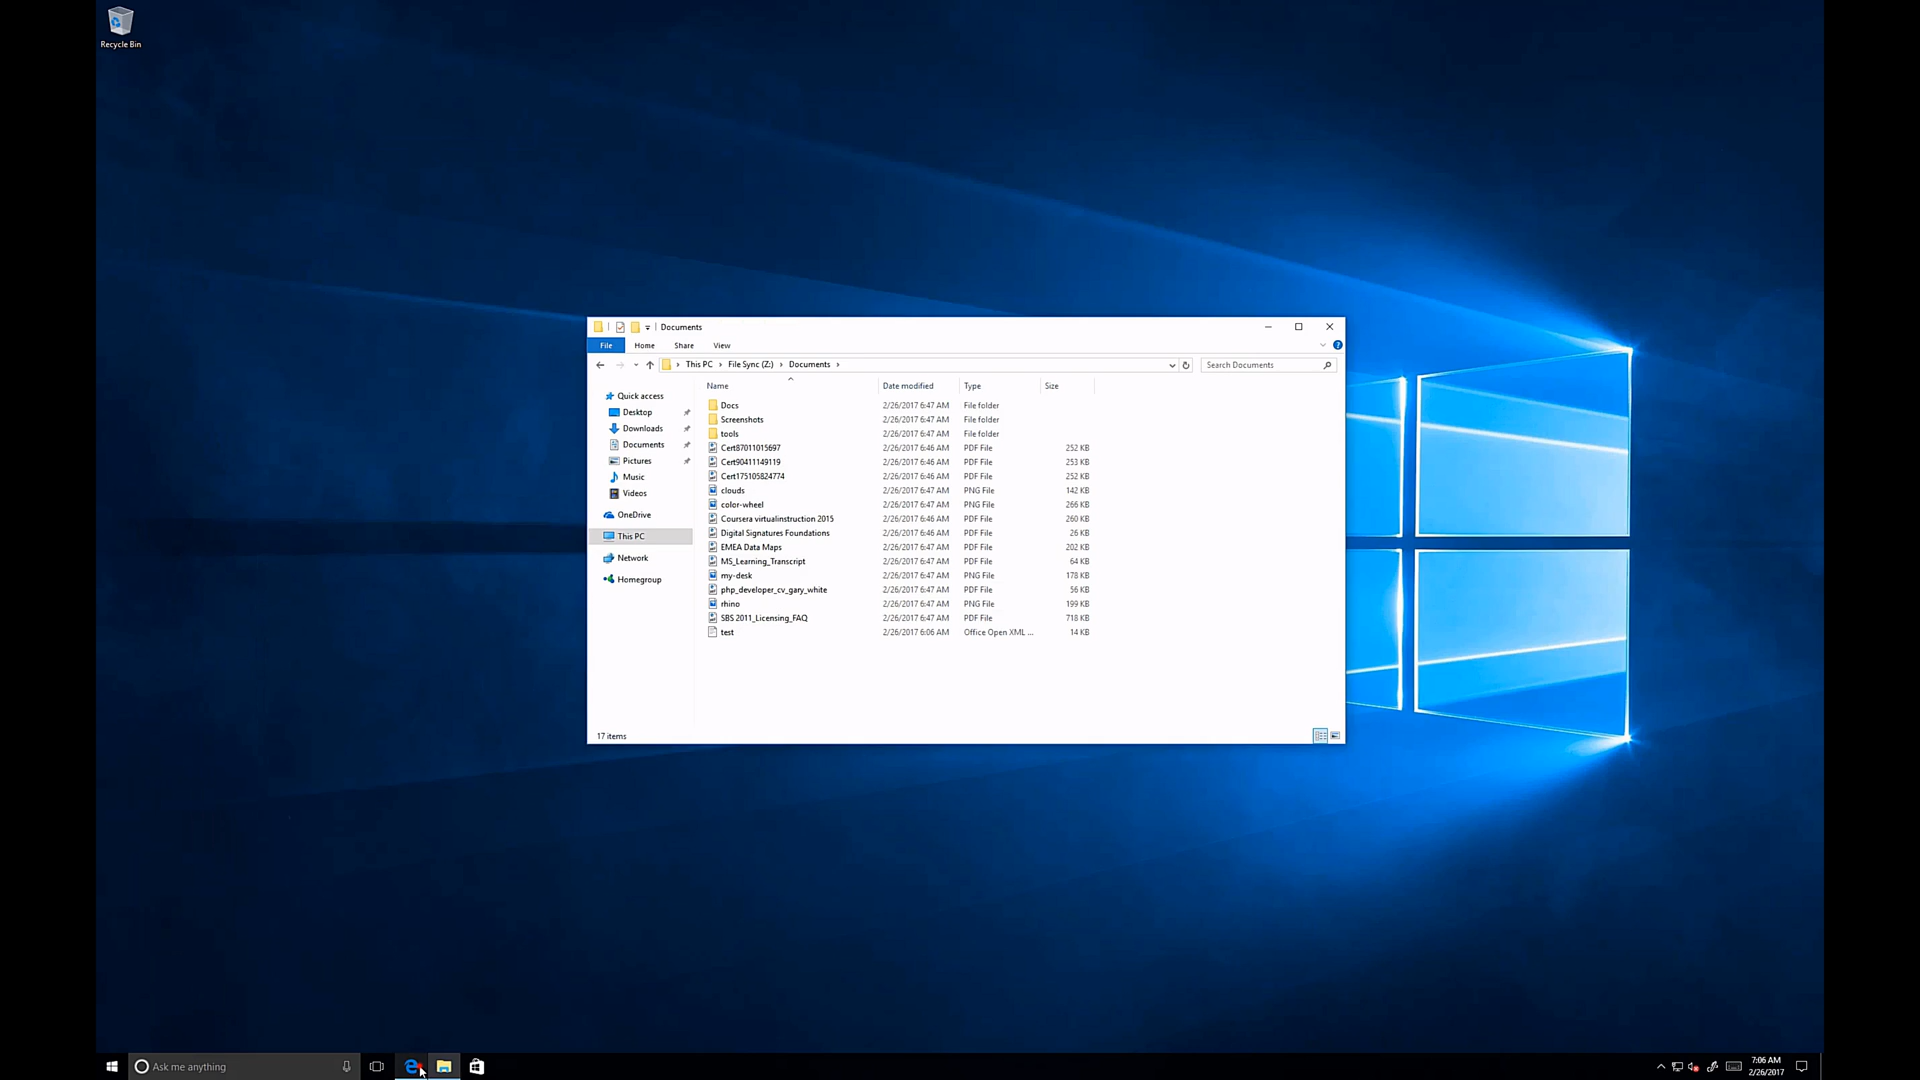 Recycle Bin
Documents
File Home Share View
This PC File Sync (Z:) Documents
Search Documents
Name Date modified Type Size
Quick access
Desktop
Downloads
Documents
Pictures
Music
Videos
OneDrive
This PC
Network
Homegroup
Docs 2/26/2017 6:47 AM File folder
Screenshots 2/26/2017 6:47 AM File folder
tools 2/26/2017 6:47 AM File folder
Cert87011015697 2/26/2017 6:46 AM PDF File 252 KB
Cert90411149119 2/26/2017 6:46 AM PDF File 253 KB
Cert175105824774 2/26/2017 6:46 AM PDF File 252 KB
clouds 2/26/2017 6:47 AM PNG File 142 KB
color-wheel 2/26/2017 6:47 AM PNG File 266 KB
Coursera virtualinstruction 2015 2/26/2017 6:46 AM PDF File 260 KB
Digital Signatures Foundations 2/26/2017 6:46 AM PDF File 26 KB
EMEA Data Maps 2/26/2017 6:47 AM PDF File 202 KB
MS_Learning_Transcript 2/26/2017 6:47 AM PDF File 64 KB
my-desk 2/26/2017 6:47 AM PNG File 178 KB
php_developer_cv_gary_white 2/26/2017 6:47 AM PDF File 56 KB
rhino 2/26/2017 6:47 AM PNG File 199 KB
SBS 2011_Licensing_FAQ 2/26/2017 6:47 AM PDF File 718 KB
test 2/26/2017 6:06 AM Office Open XML ... 14 KB
17 items
Ask me anything
7:06 AM
2/26/2017